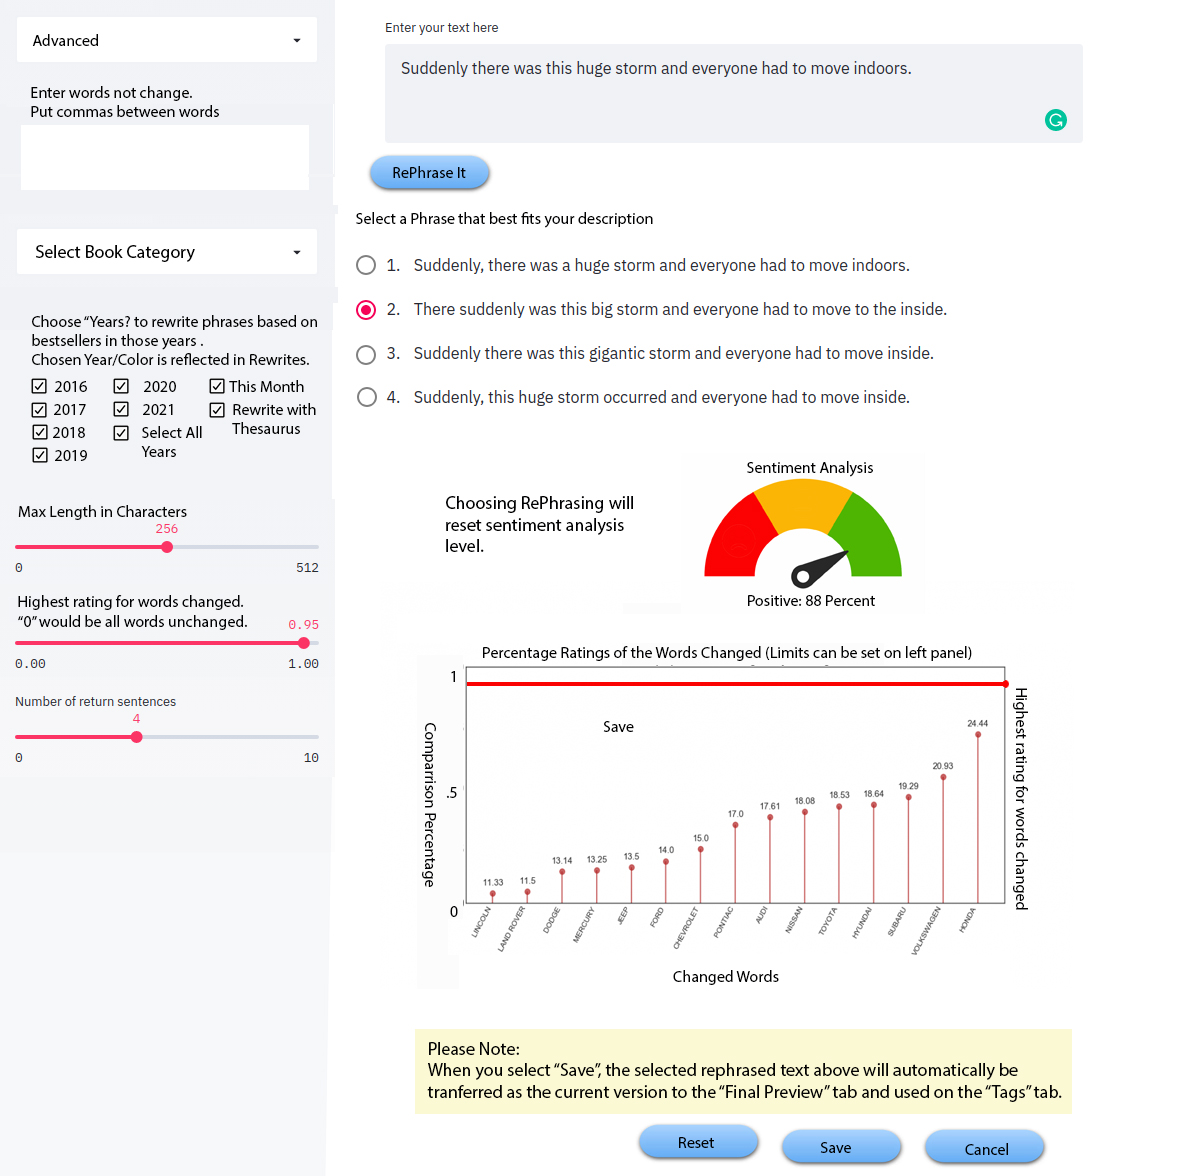 Advanced
Enter words not change.
Put commas between words
Select Book Category
Choose “Years? to rewrite phrases based on
bestsellers in those years .
Chosen Year/Color is reflected in Rewrites.
2016 2020 This Month
2017 2021 Rewrite with
Thesaurus
2018 Select All
Years
2019
Max Length in Characters
256
0 512
Highest rating for words changed.
“0” would be all words unchanged.
0.95
0.00 1.00
Number of return sentences
4
0 10
Enter your text here
Suddenly there was this huge storm and everyone had to move indoors.
RePhrase It
Select a Phrase that best fits your description
1. Suddenly, there was a huge storm and everyone had to move indoors.
2. There suddenly was this big storm and everyone had to move to the inside.
3. Suddenly there was this gigantic storm and everyone had to move inside.
4. Suddenly, this huge storm occurred and everyone had to move inside.
Choosing RePhrasing will
reset sentiment analysis
level.
Sentiment Analysis
Positive: 88 Percent
Percentage Ratings of the Words Changed (Limits can be set on left panel)
1
.5
0
Comparrison Percentage
Save
11.33 11.5 13.14 13.25 13.5 14.0 15.0 17.0 17.61 18.08 18.53 18.64 19.29 20.93 24.44
LINCOLN LAND ROVER DODGE MERCURY JEEP FORD CHEVROLET PONTIAC AUDI NISSAN TOYOTA HYUNDAI SUBARU VOLKSWAGEN HONDA
Highest rating for words changed
Changed Words
Please Note:
When you select “Save”, the selected rephrased text above will automatically be
tranferred as the current version to the “Final Preview” tab and used on the “Tags” tab.
Reset Save Cancel